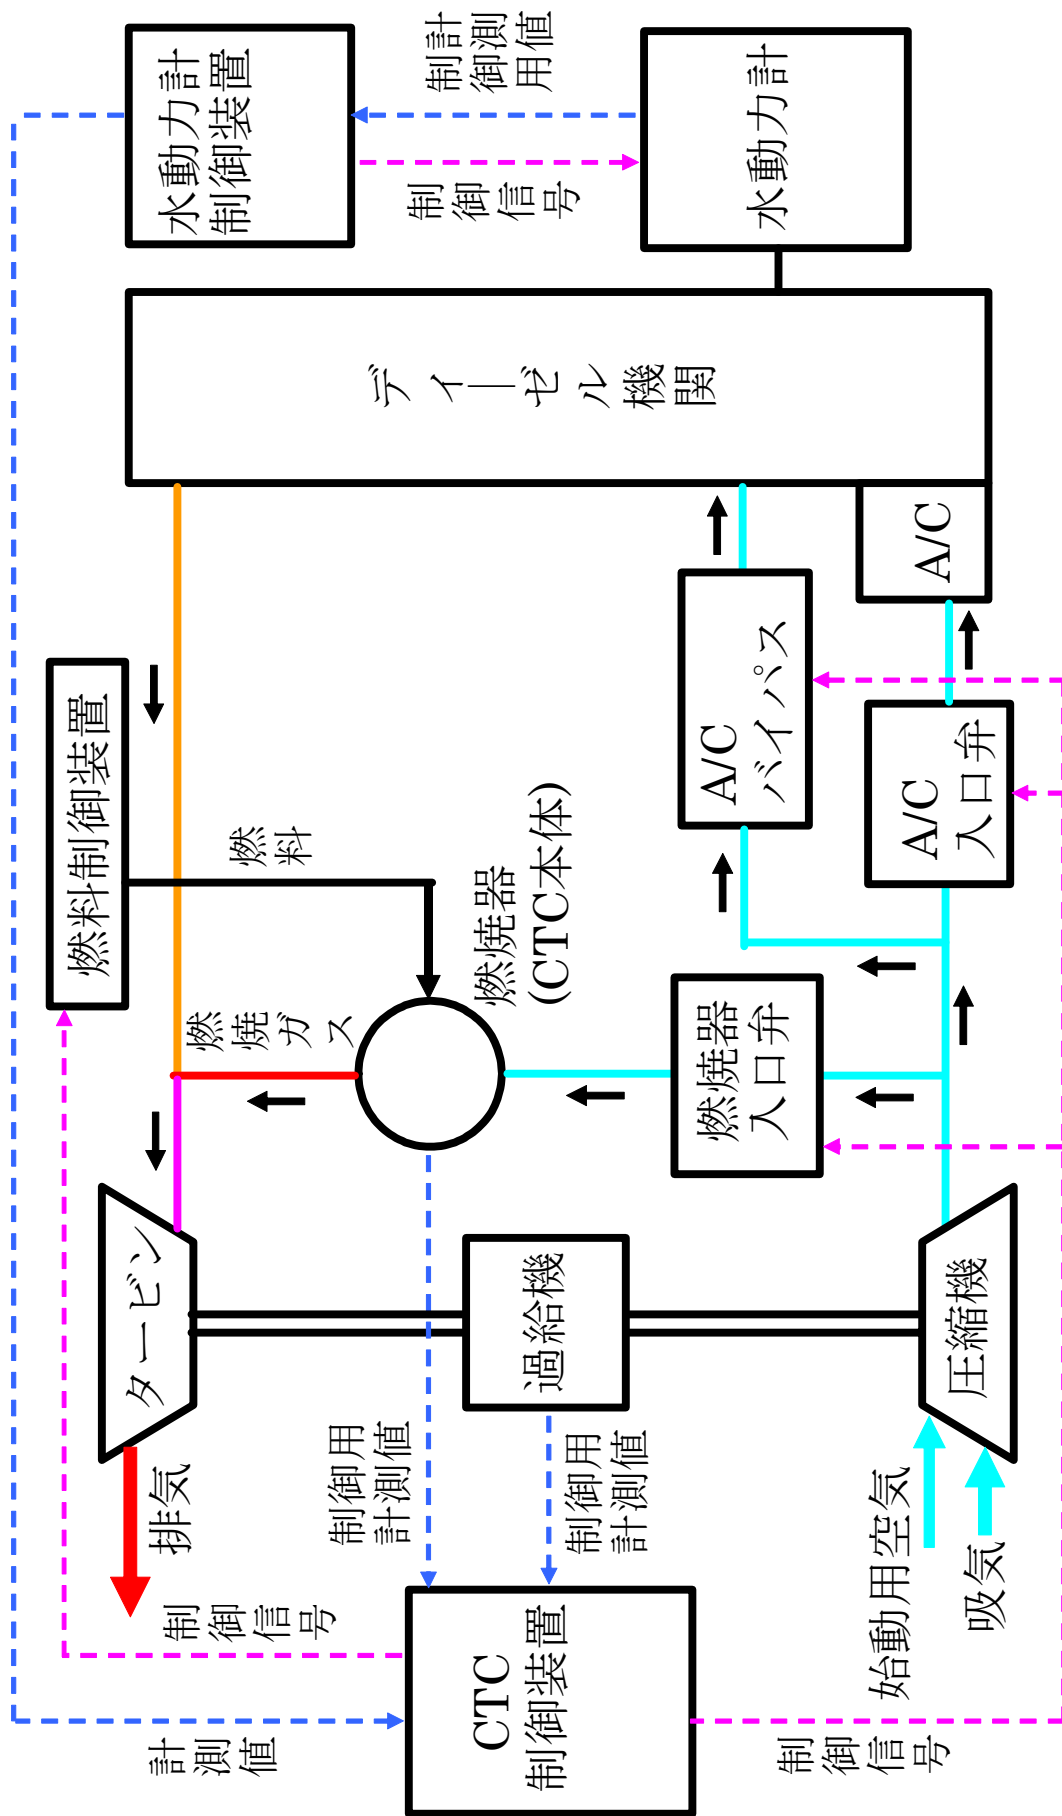 計測値
制御信号
排気
タービン
燃料制御装置
燃料
燃焼ガス
水動力計
制御装置
制御
計測値
用
制御信号
水動力計
ディーゼル機関
CTC
制御装置
制御用
計測値
制御用
計測値
過給機
燃焼器
(CTC本体)
燃焼器
入口弁
A/C
バイパス
A/C
A/C
入口弁
圧縮機
始動用空気
吸気
制御信号